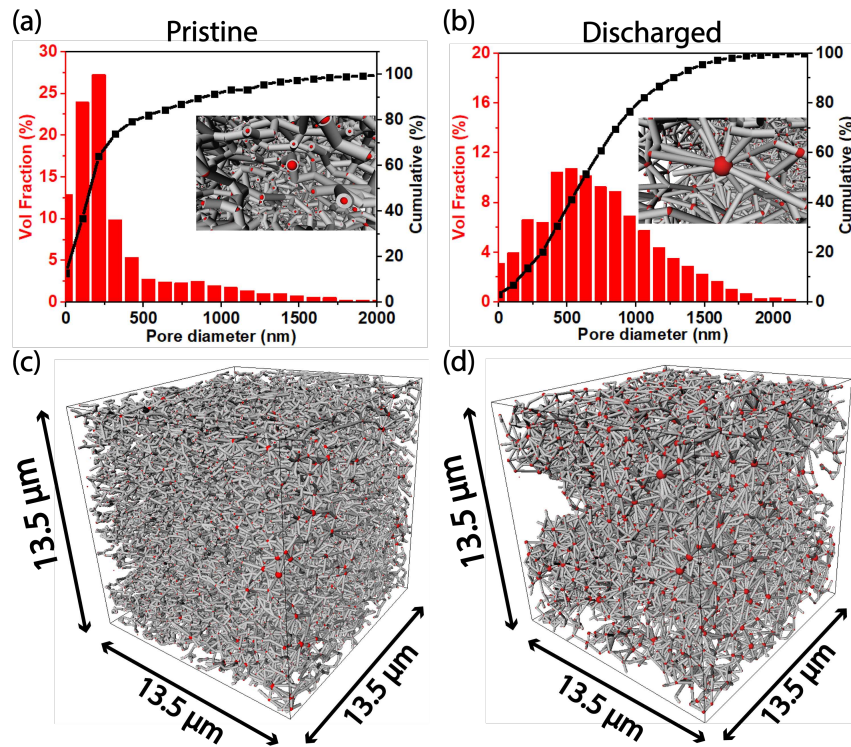 (a)
Pristine
30
25
20
15
10
5
0
Vol Fraction (%)
100
80
60
40
20
0
Cumulative (%)
0 500 1000 1500 2000
Pore diameter (nm)
(b)
Discharged
20
16
12
8
4
0
Vol Fraction (%)
100
80
60
40
20
0
Cumulative (%)
0 500 1000 1500 2000
Pore diameter (nm)
(c)
13.5 µm
13.5 µm
13.5 µm
(d)
13.5 µm
13.5 µm
13.5 µm